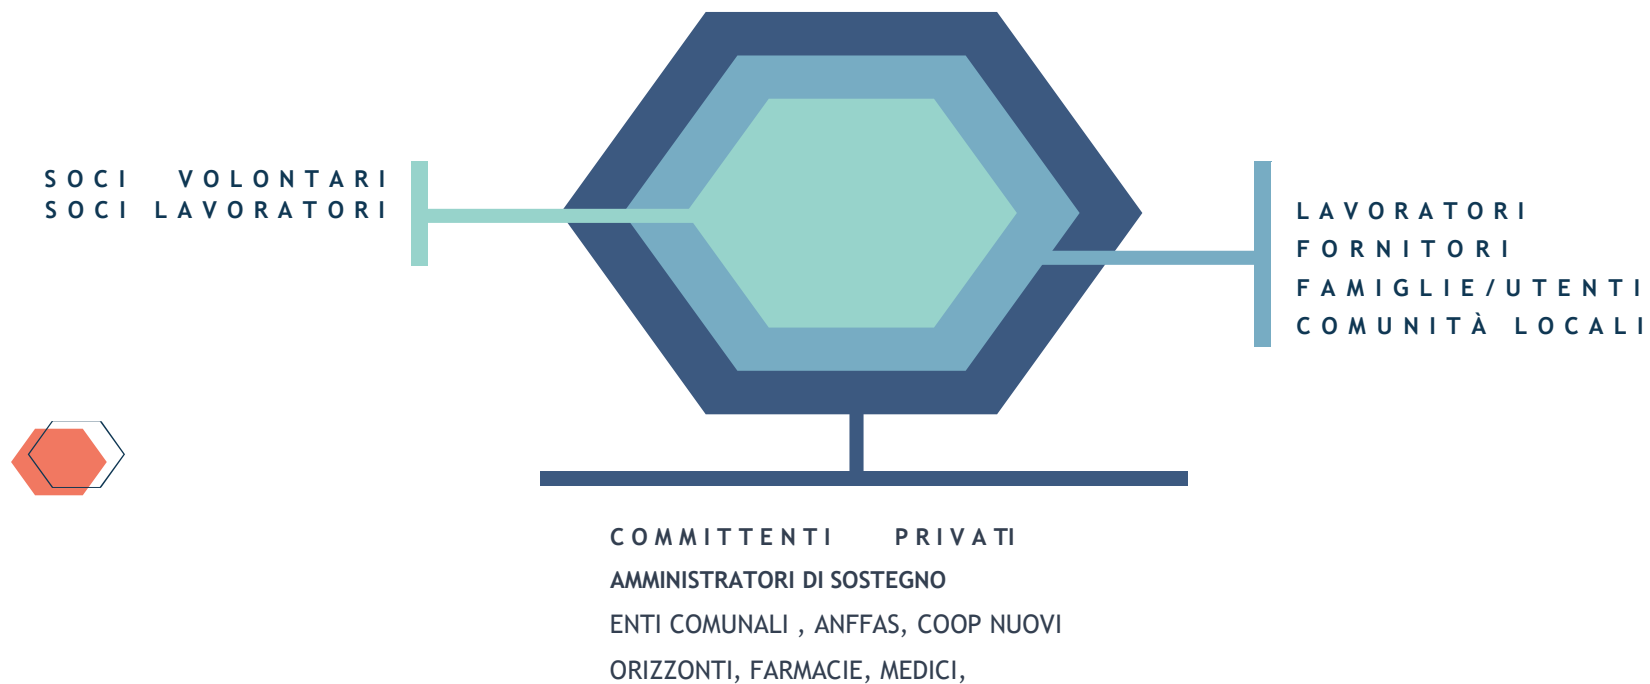 SOCI VOLONTARI
SOCI LAVORATORI
LAVORATORI
FORNITORI
FAMIGLIE/UTENTI
COMUNITÀ LOCALI
COMMITTENTI PRIVATI
AMMINISTRATORI DI SOSTEGNO
ENTI COMUNALI , ANFFAS, COOP NUOVI
ORIZZONTI, FARMACIE, MEDICI,